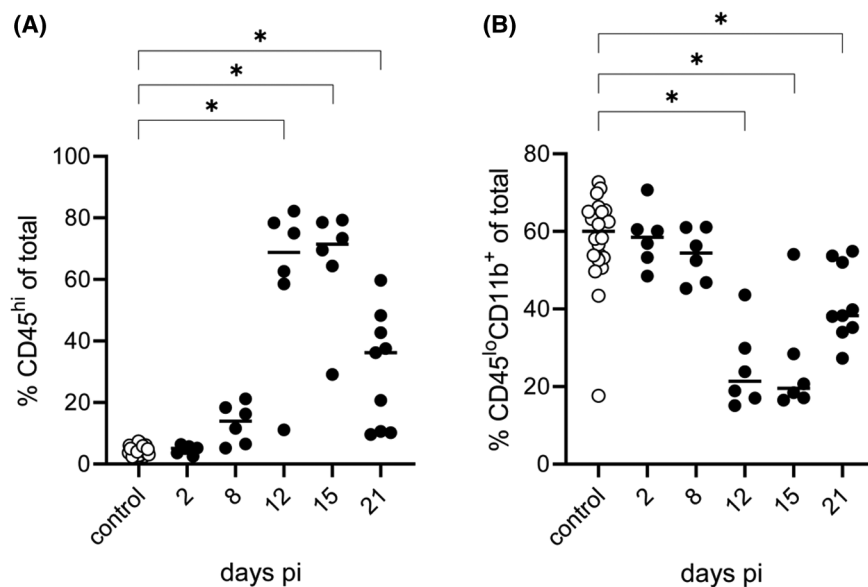 (A)
*
*
*
% CD45hi of total
100
80
60
40
20
0
control 2 8 12 15 21
days pi
(B)
*
*
*
% CD45loCD11b+ of total
80
60
40
20
0
control 2 8 12 15 21
days pi